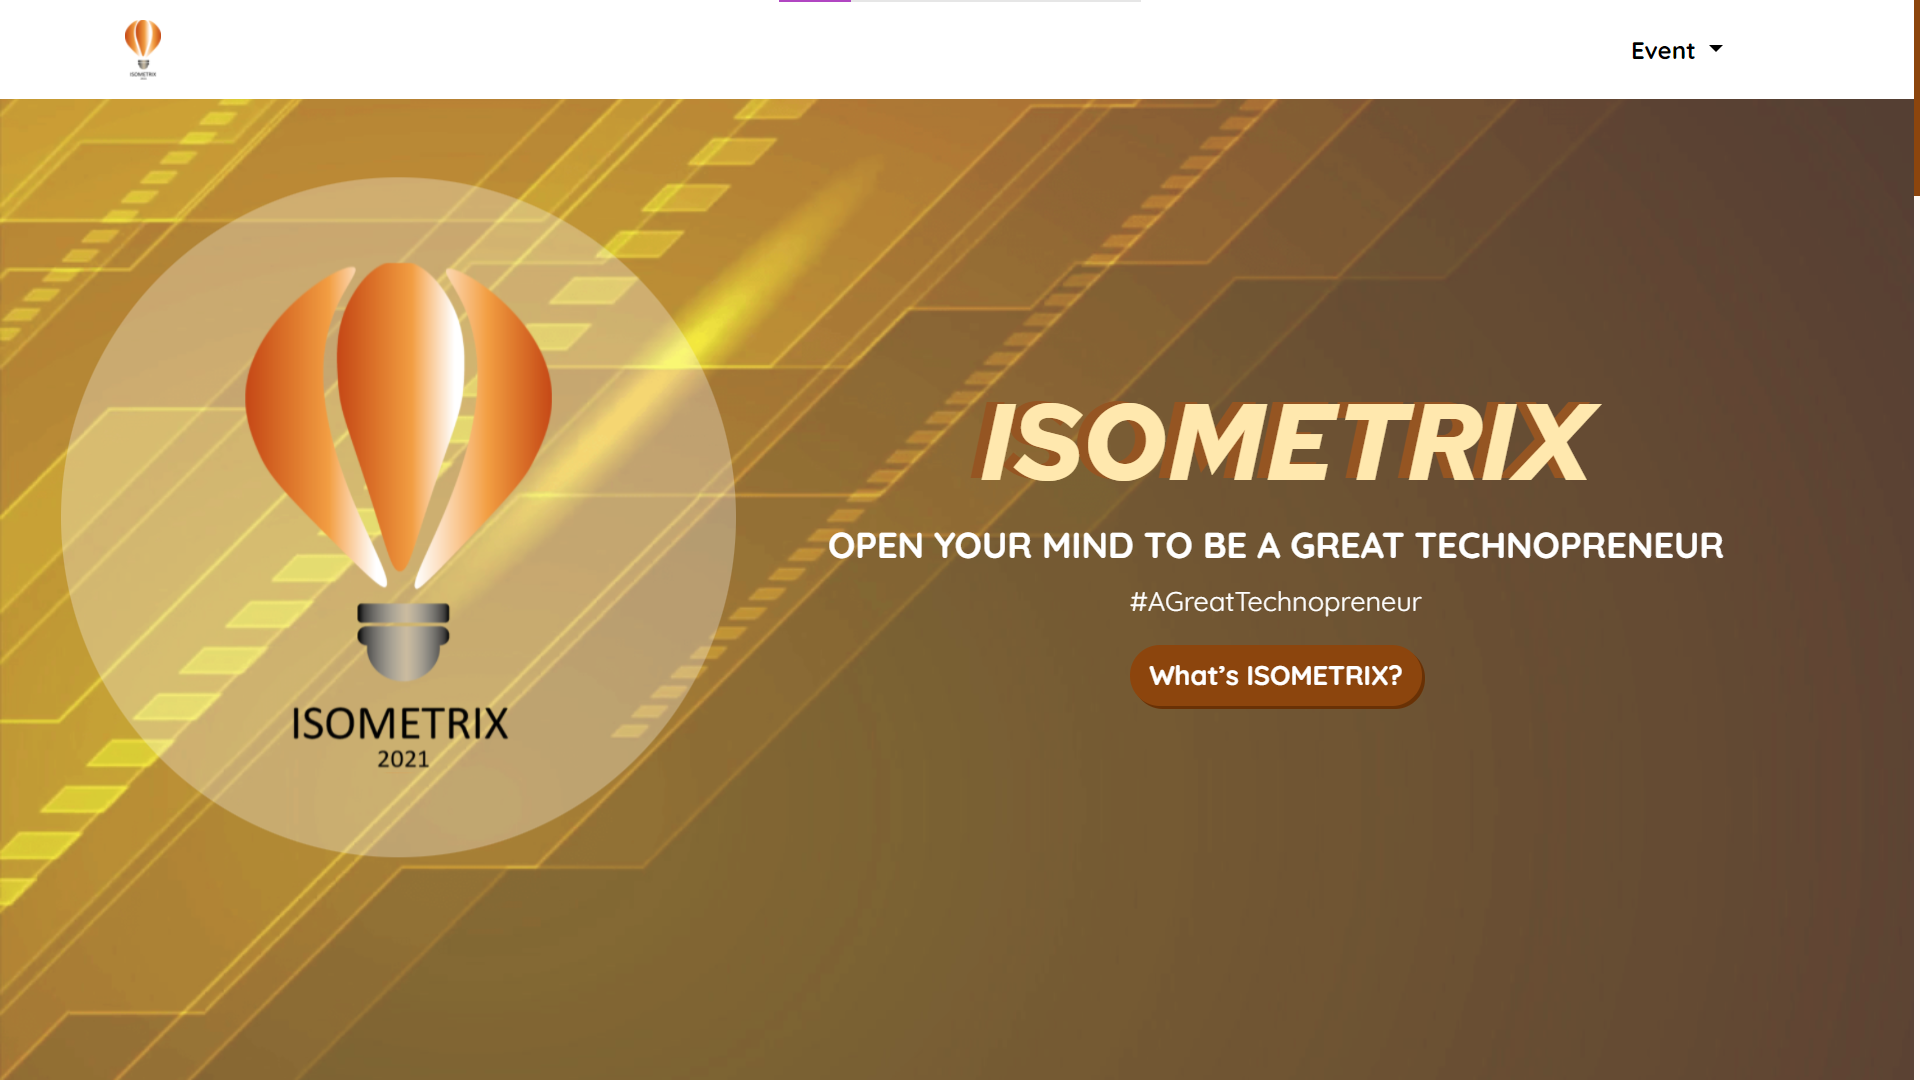 ISOMETRIX
Event
ISOMETRIX
OPEN YOUR MIND TO BE A GREAT TECHNOPRENEUR
#AGreatTechnopreneur
What’s ISOMETRIX?
ISOMETRIX
2021